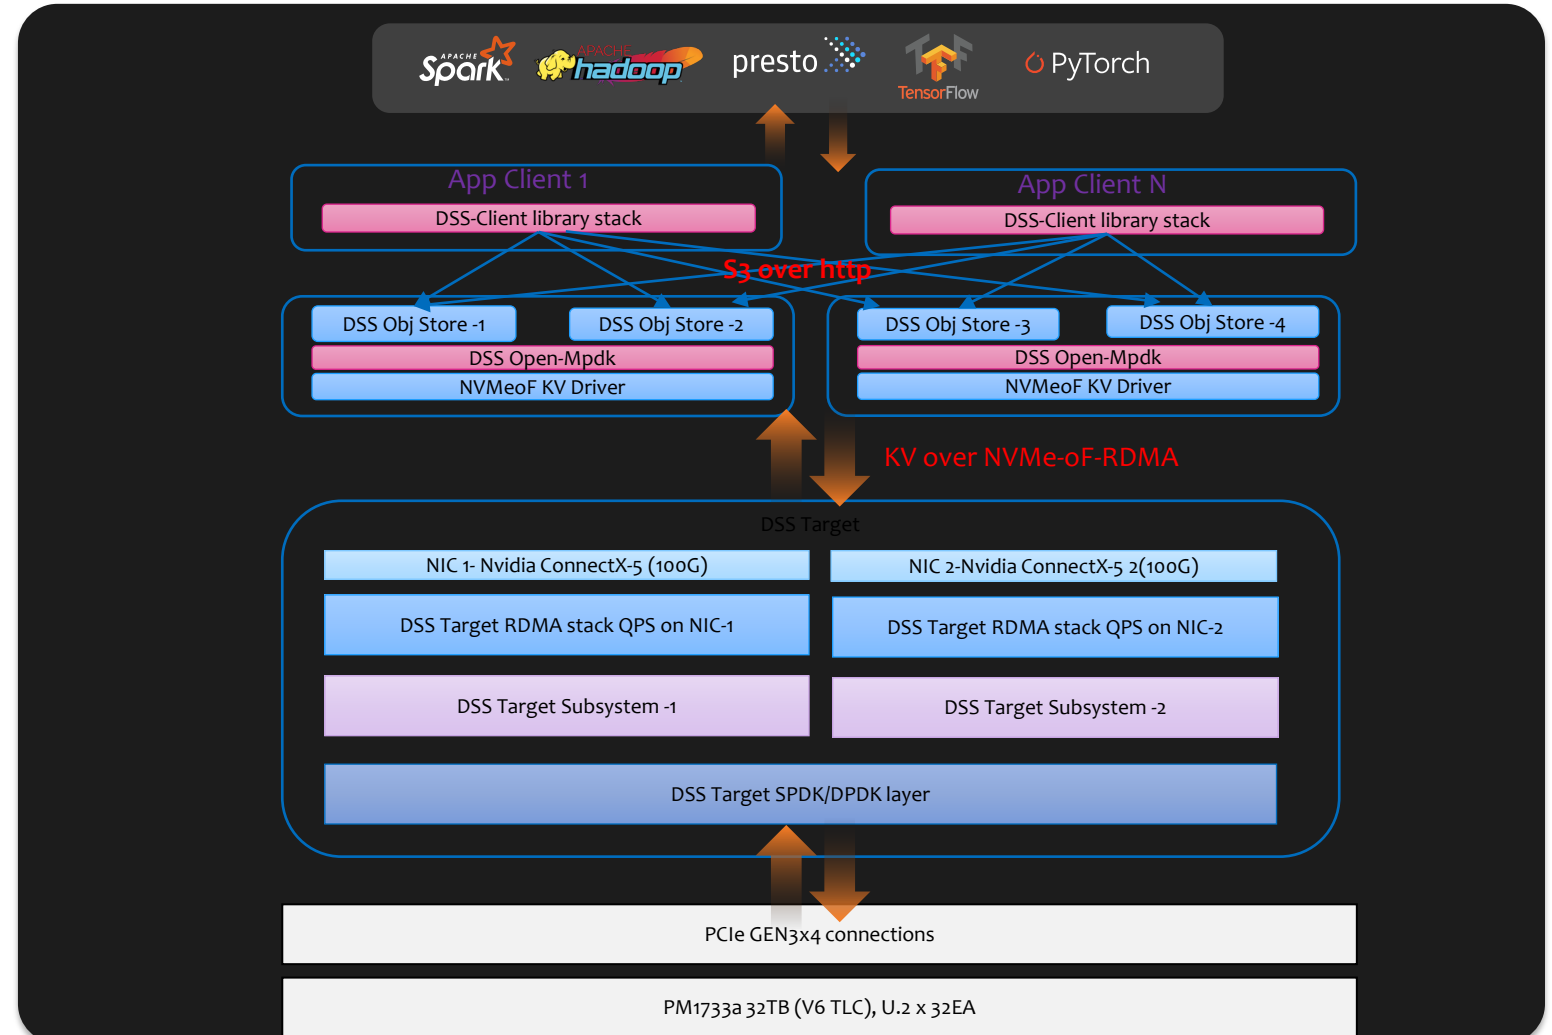 APACHE
Spark™
APACHE
hadoop
presto
TF
TensorFlow
PyTorch
App Client 1
App Client N
DSS-Client library stack
DSS-Client library stack
S3 over http
DSS Obj Store -1
DSS Obj Store -2
DSS Obj Store -3
DSS Obj Store -4
DSS Open-Mpdk
DSS Open-Mpdk
NVMeoF KV Driver
NVMeoF KV Driver
KV over NVMe-oF-RDMA
DSS Target
NIC 1- Nvidia ConnectX-5 (100G)
NIC 2-Nvidia ConnectX-5 2(100G)
DSS Target RDMA stack QPS on NIC-1
DSS Target RDMA stack QPS on NIC-2
DSS Target Subsystem -1
DSS Target Subsystem -2
DSS Target SPDK/DPDK layer
PCIe GEN3x4 connections
PM1733a 32TB (V6 TLC), U.2 x 32EA